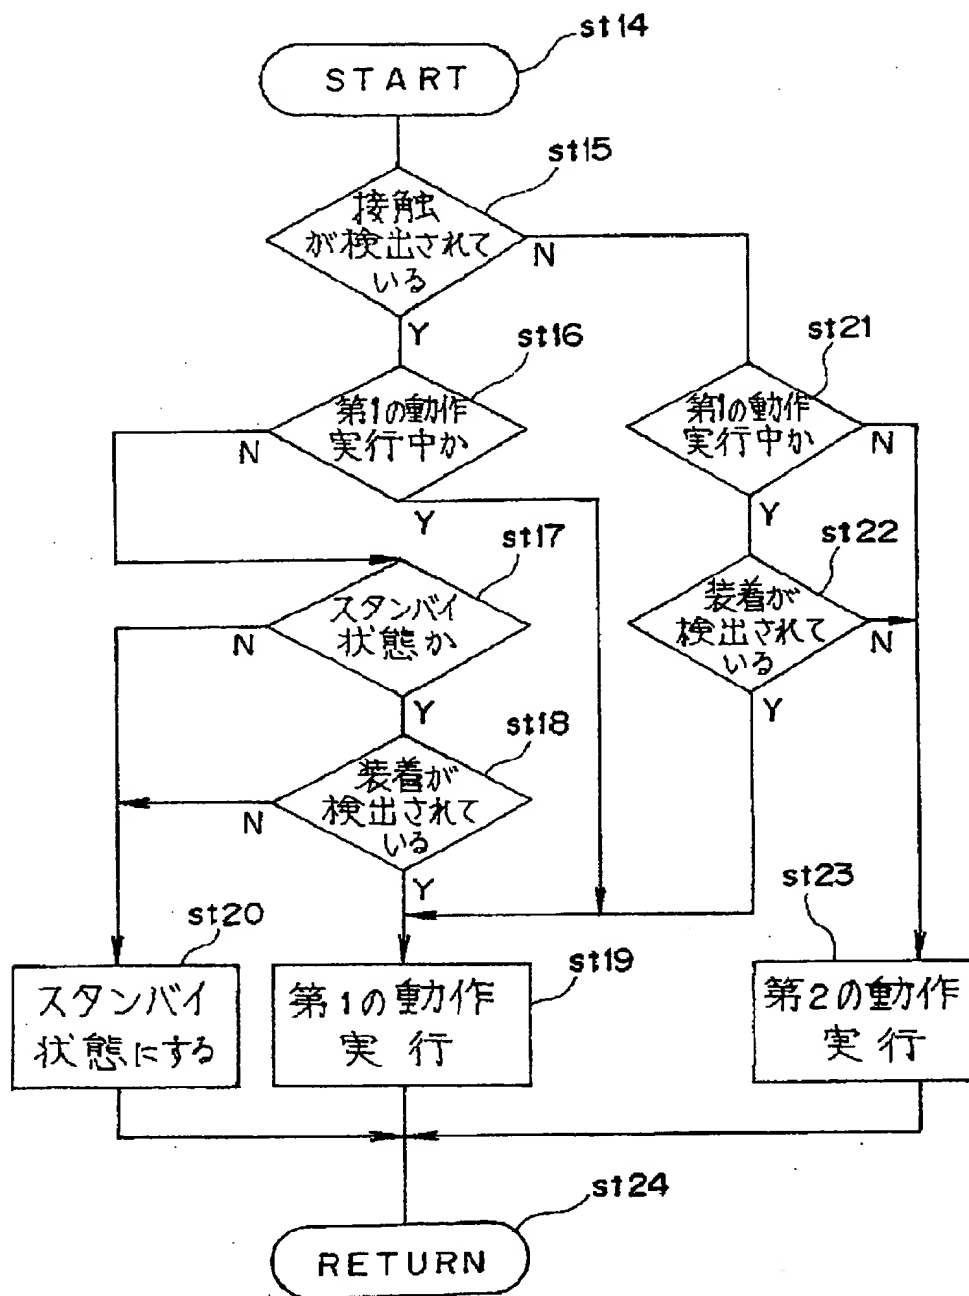 st14
START
st15
接触
が検出されて
いる
N
Y
st16
第1の動作
実行中か
N
Y
st21
第1の動作
実行中か
N
Y
st17
スタンバイ
状態か
N
Y
st22
装着が
検出されて
いる
N
Y
st18
装着が
検出されて
いる
N
Y
st20
スタンバイ
状態にする
st19
第1の動作
実行
st23
第2の動作
実行
st24
RETURN